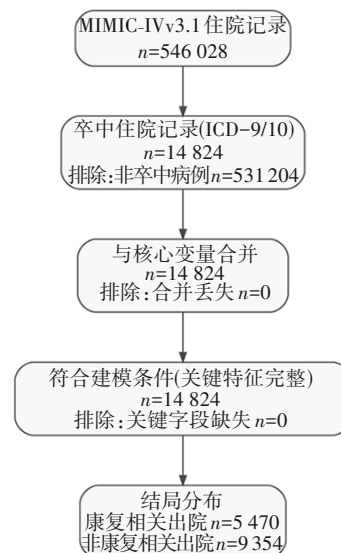 MIMIC-IVv3.1住院记录
n=546 028
卒中住院记录(ICD-9/10)
n=14 824
排除:非卒中病例n=531 204
与核心变量合并
n=14 824
排除:合并丢失n=0
符合建模条件(关键特征完整)
n=14 824
排除:关键字段缺失n=0
结局分布
康复相关出院n=5 470
非康复相关出院n=9 354